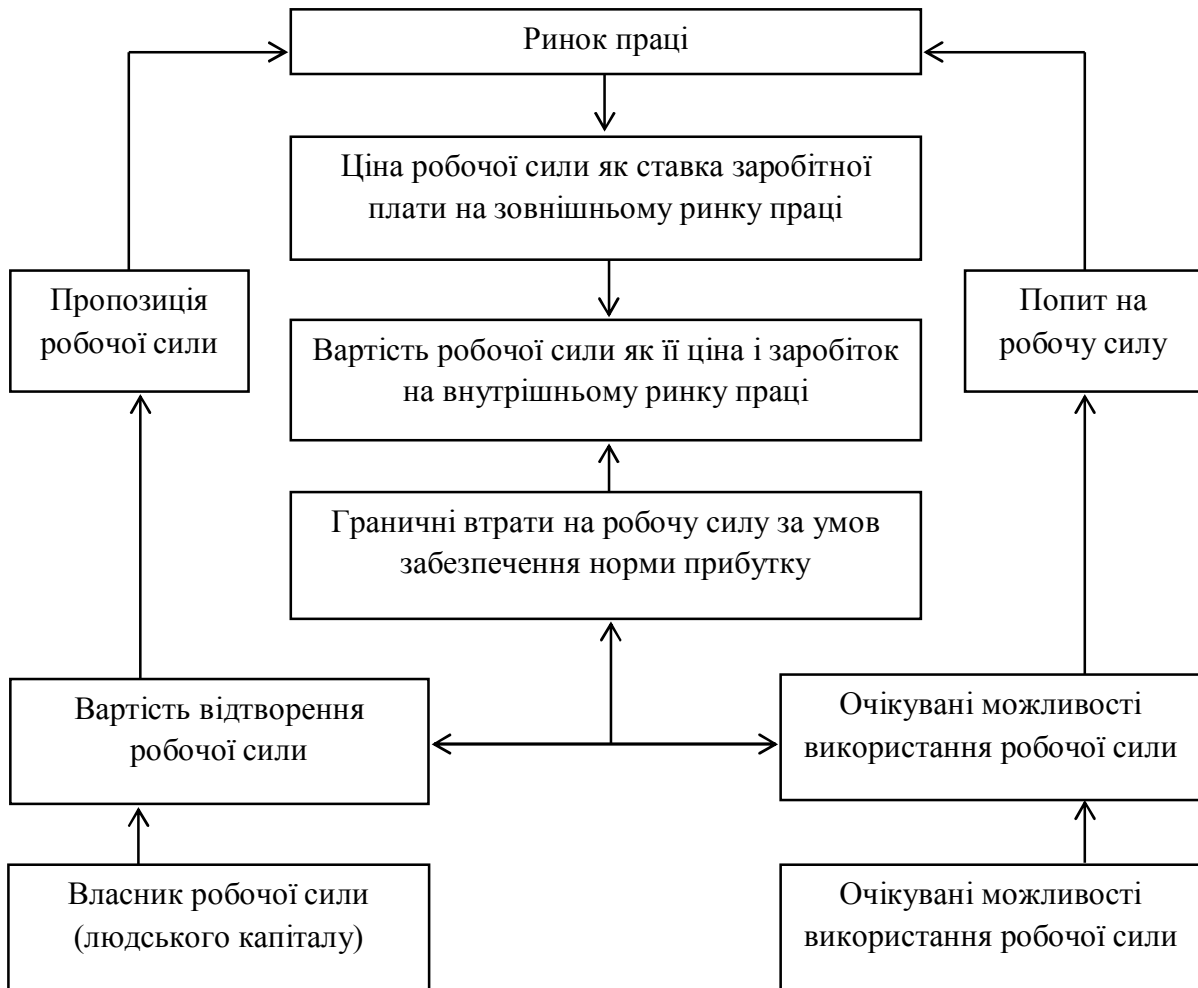 Ринок праці
Ціна робочої сили як ставка заробітної
плати на зовнішньому ринку праці
Пропозиція
робочої сили
Попит на
робочу силу
Вартість робочої сили як її ціна і заробіток
на внутрішньому ринку праці
Граничні втрати на робочу силу за умов
забезпечення норми прибутку
Вартість відтворення
робочої сили
Очікувані можливості
використання робочої сили
Власник робочої сили
(людського капіталу)
Очікувані можливості
використання робочої сили